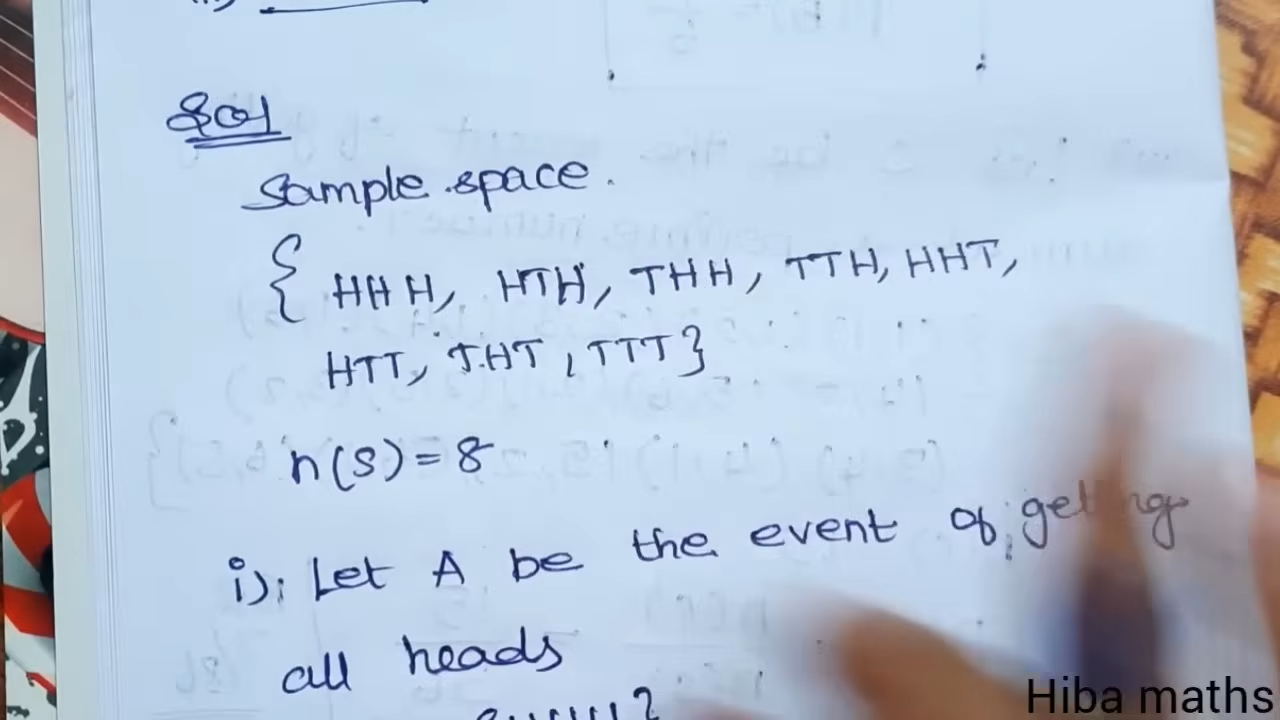 Sol
Sample space.
{ HHH, HTH, THH, TTH, HHT,
HTT, THT, TTT}
n(S)=8
i), Let A be the event of getting
all heads
Hiba maths